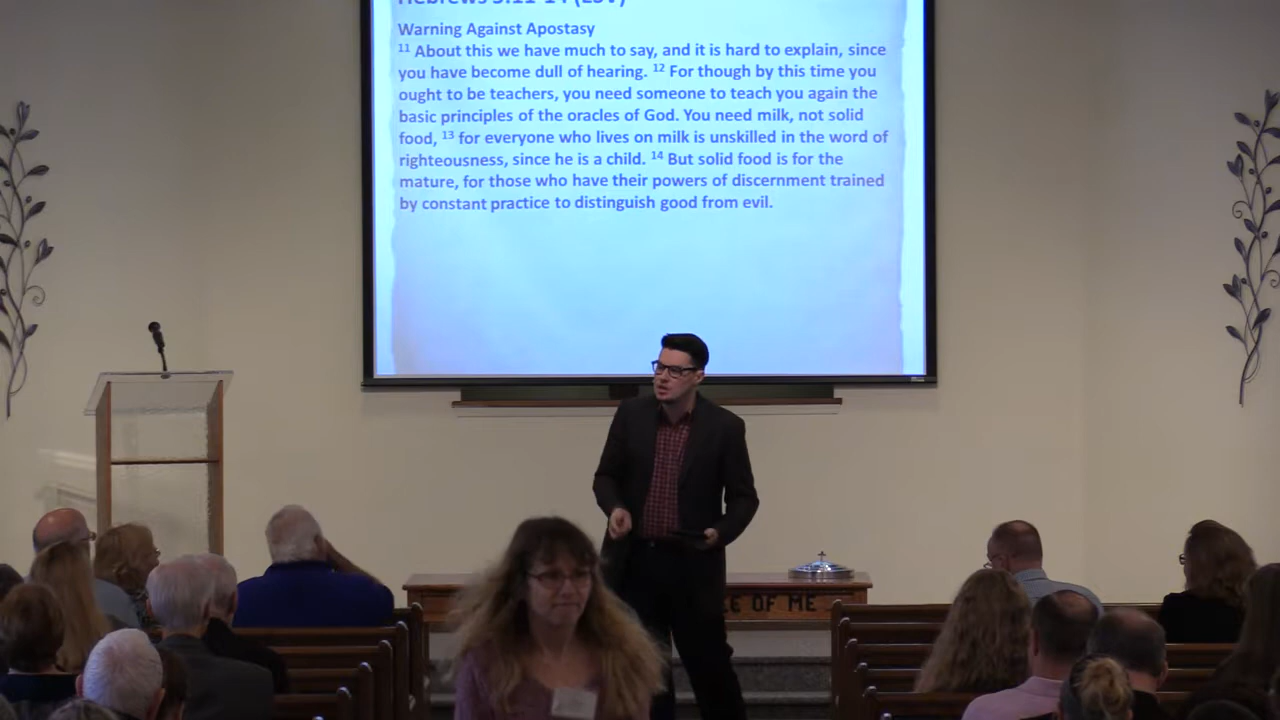 Hebrews 5:11-14 (ESV)
Warning Against Apostasy
11 About this we have much to say, and it is hard to explain, since
you have become dull of hearing. 12 For though by this time you
ought to be teachers, you need someone to teach you again the
basic principles of the oracles of God. You need milk, not solid
food, 13 for everyone who lives on milk is unskilled in the word of
righteousness, since he is a child. 14 But solid food is for the
mature, for those who have their powers of discernment trained
by constant practice to distinguish good from evil.
OF ME